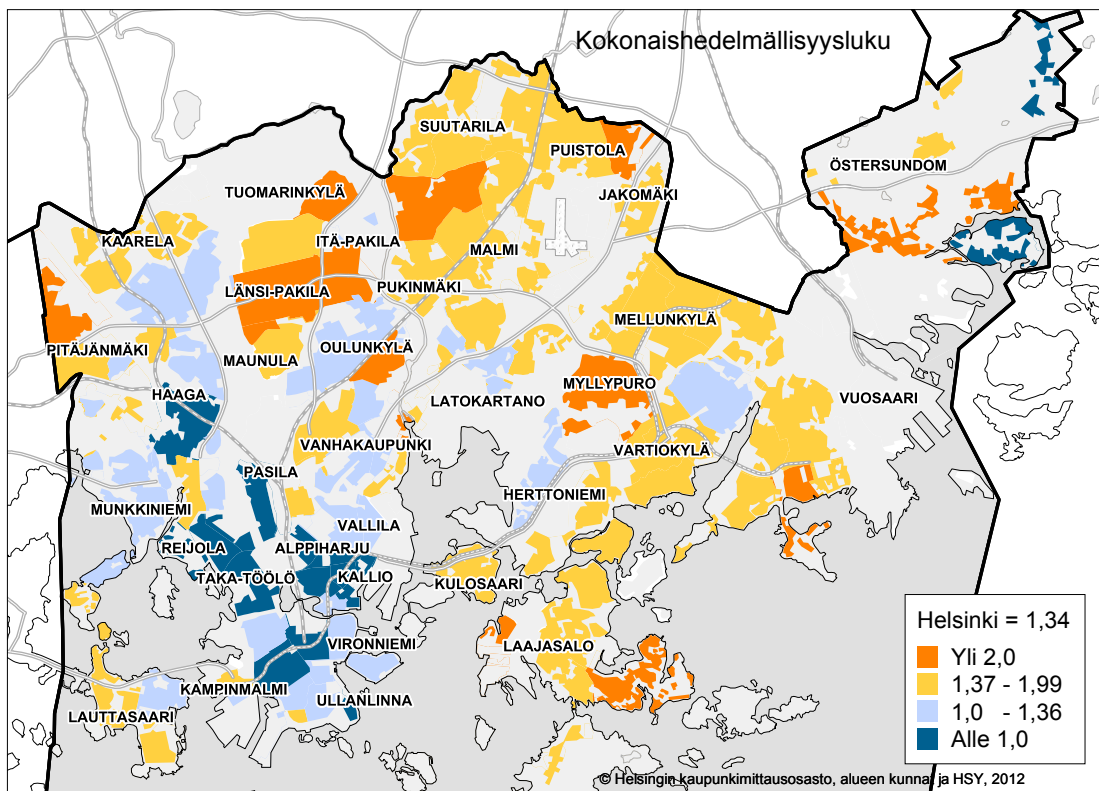 Kokonaishedelmällisyysluku
SUUTARILA
PUISTOLA
ÖSTERSUNDOM
TUOMARINKYLÄ
JAKOMÄKI
KAARELA
ITÄ-PAKILA
MALMI
LÄNSI-PAKILA
PUKINMÄKI
MELLUNKYLÄ
PITÄJÄNMÄKI
MAUNULA
OULUNKYLÄ
MYLLYPURO
HAAGA
LATOKARTANO
VUOSAARI
VANHAKAUPUNKI
VARTIOKYLÄ
PASILA
HERTTONIEMI
MUNKKINIEMI
VALLILA
REIJOLA
ALPPIHARJU
TAKA-TÖÖLÖ
KALLIO
KULOSAARI
VIRONNIEMI
LAAJASALO
KAMPINMALMI
ULLANLINNA
LAUTTASAARI
Helsinki = 1,34
Yli 2,0
1,37 - 1,99
1,0 - 1,36
Alle 1,0
© Helsingin kaupunkimittausosasto, alueen kunnat ja HSY, 2012